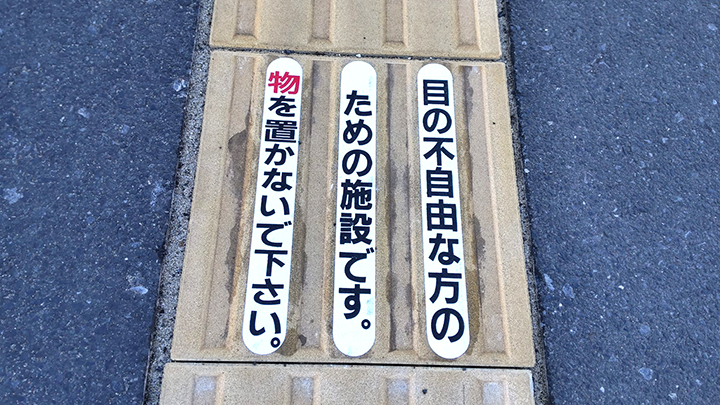 目の不自由な方の
ための施設です。
物を置かないで下さい。